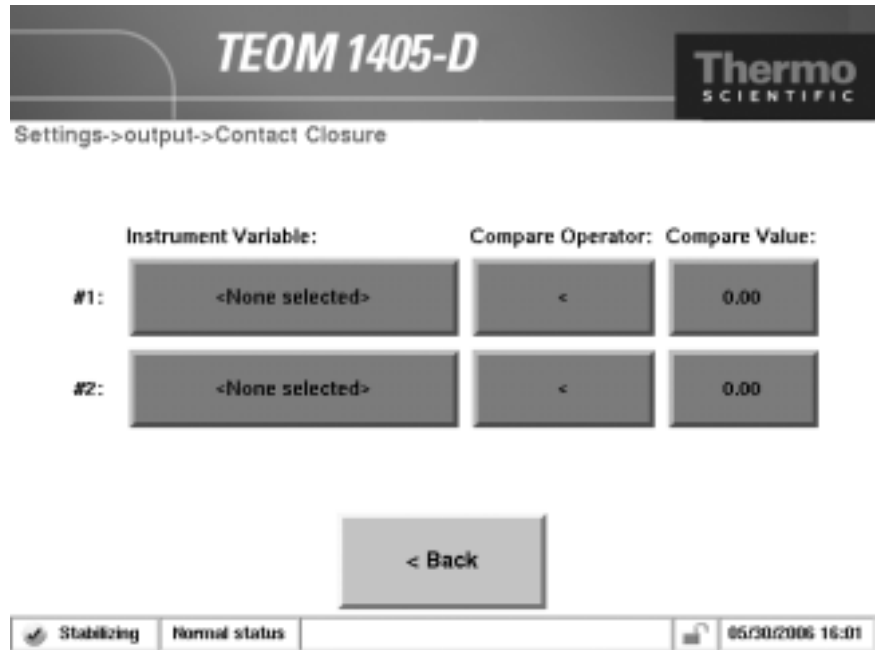 TEOM 1405-D
Thermo
SCIENTIFIC
Settings->output->Contact Closure
Instrument Variable: Compare Operator: Compare Value:
#1: <None selected> < 0.00
#2: <None selected> < 0.00
< Back
Stabilizing Normal status 05/30/2006 16:01